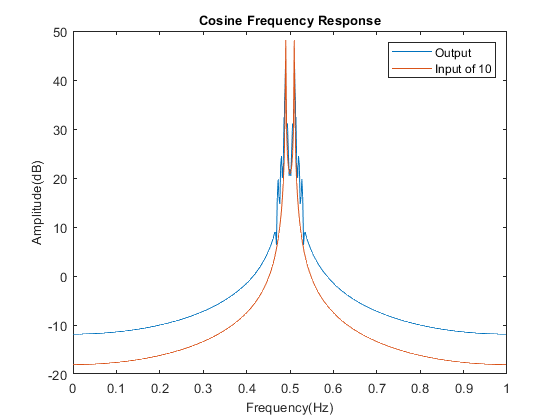 Cosine Frequency Response
Output
Input of 10
Amplitude(dB)
50
40
30
20
10
0
-10
-20
0 0.1 0.2 0.3 0.4 0.5 0.6 0.7 0.8 0.9 1
Frequency(Hz)